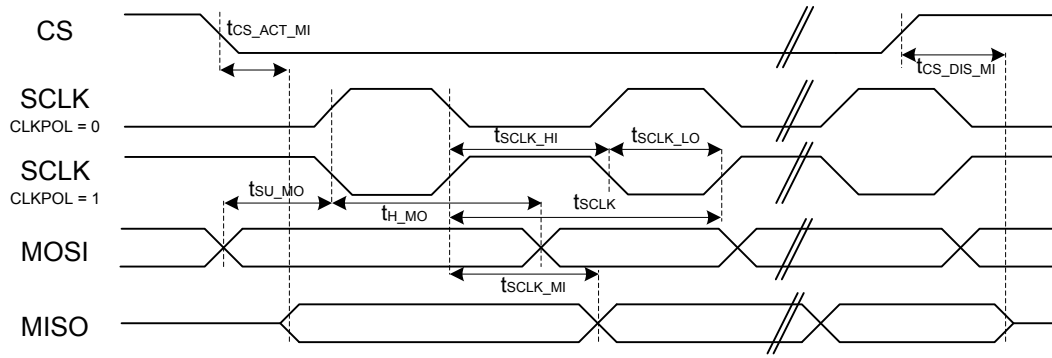 CS
tCS_ACT_MI
tCS_DIS_MI
SCLK
CLKPOL = 0
tSCLK_HI
tSCLK_LO
SCLK
CLKPOL = 1
tSU_MO
tH_MO
tSCLK
MOSI
tSCLK_MI
MISO